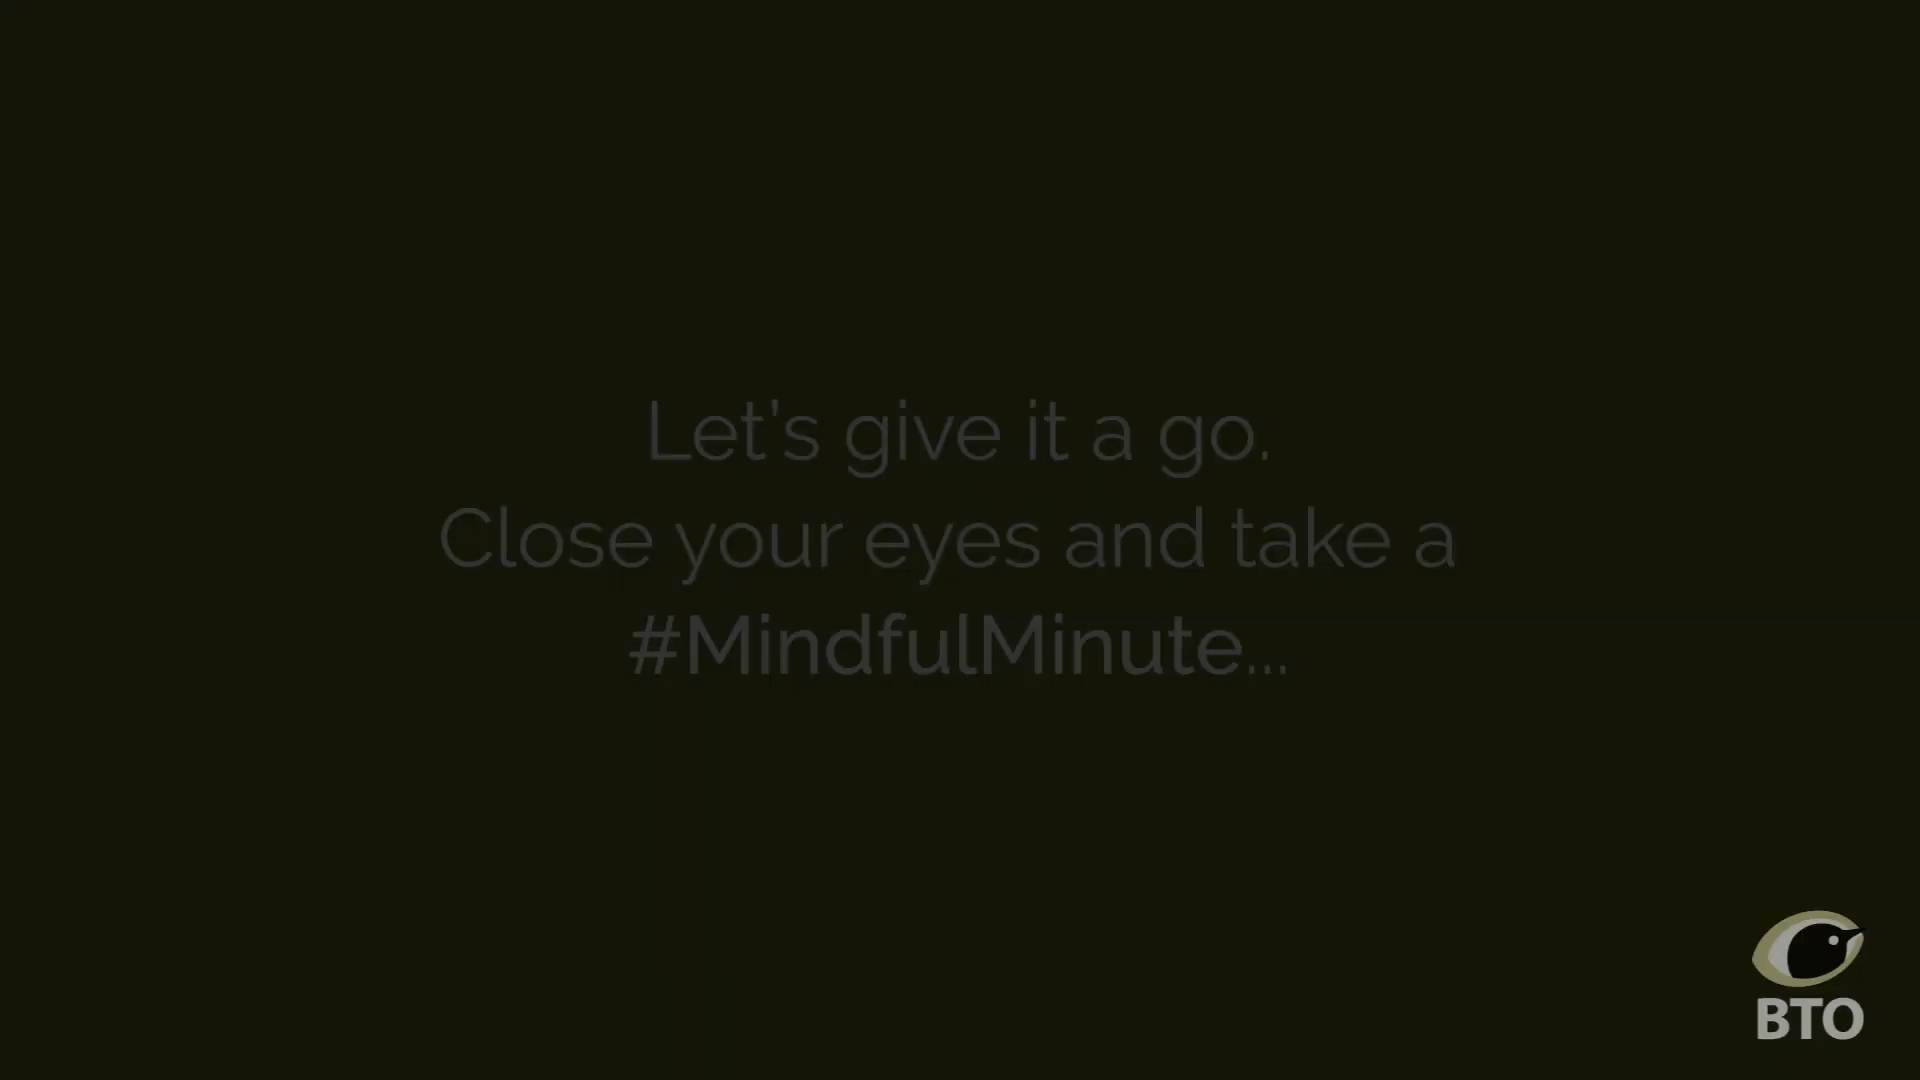 Let's give it a go.
Close your eyes and take a
#MindfulMinute...
BTO